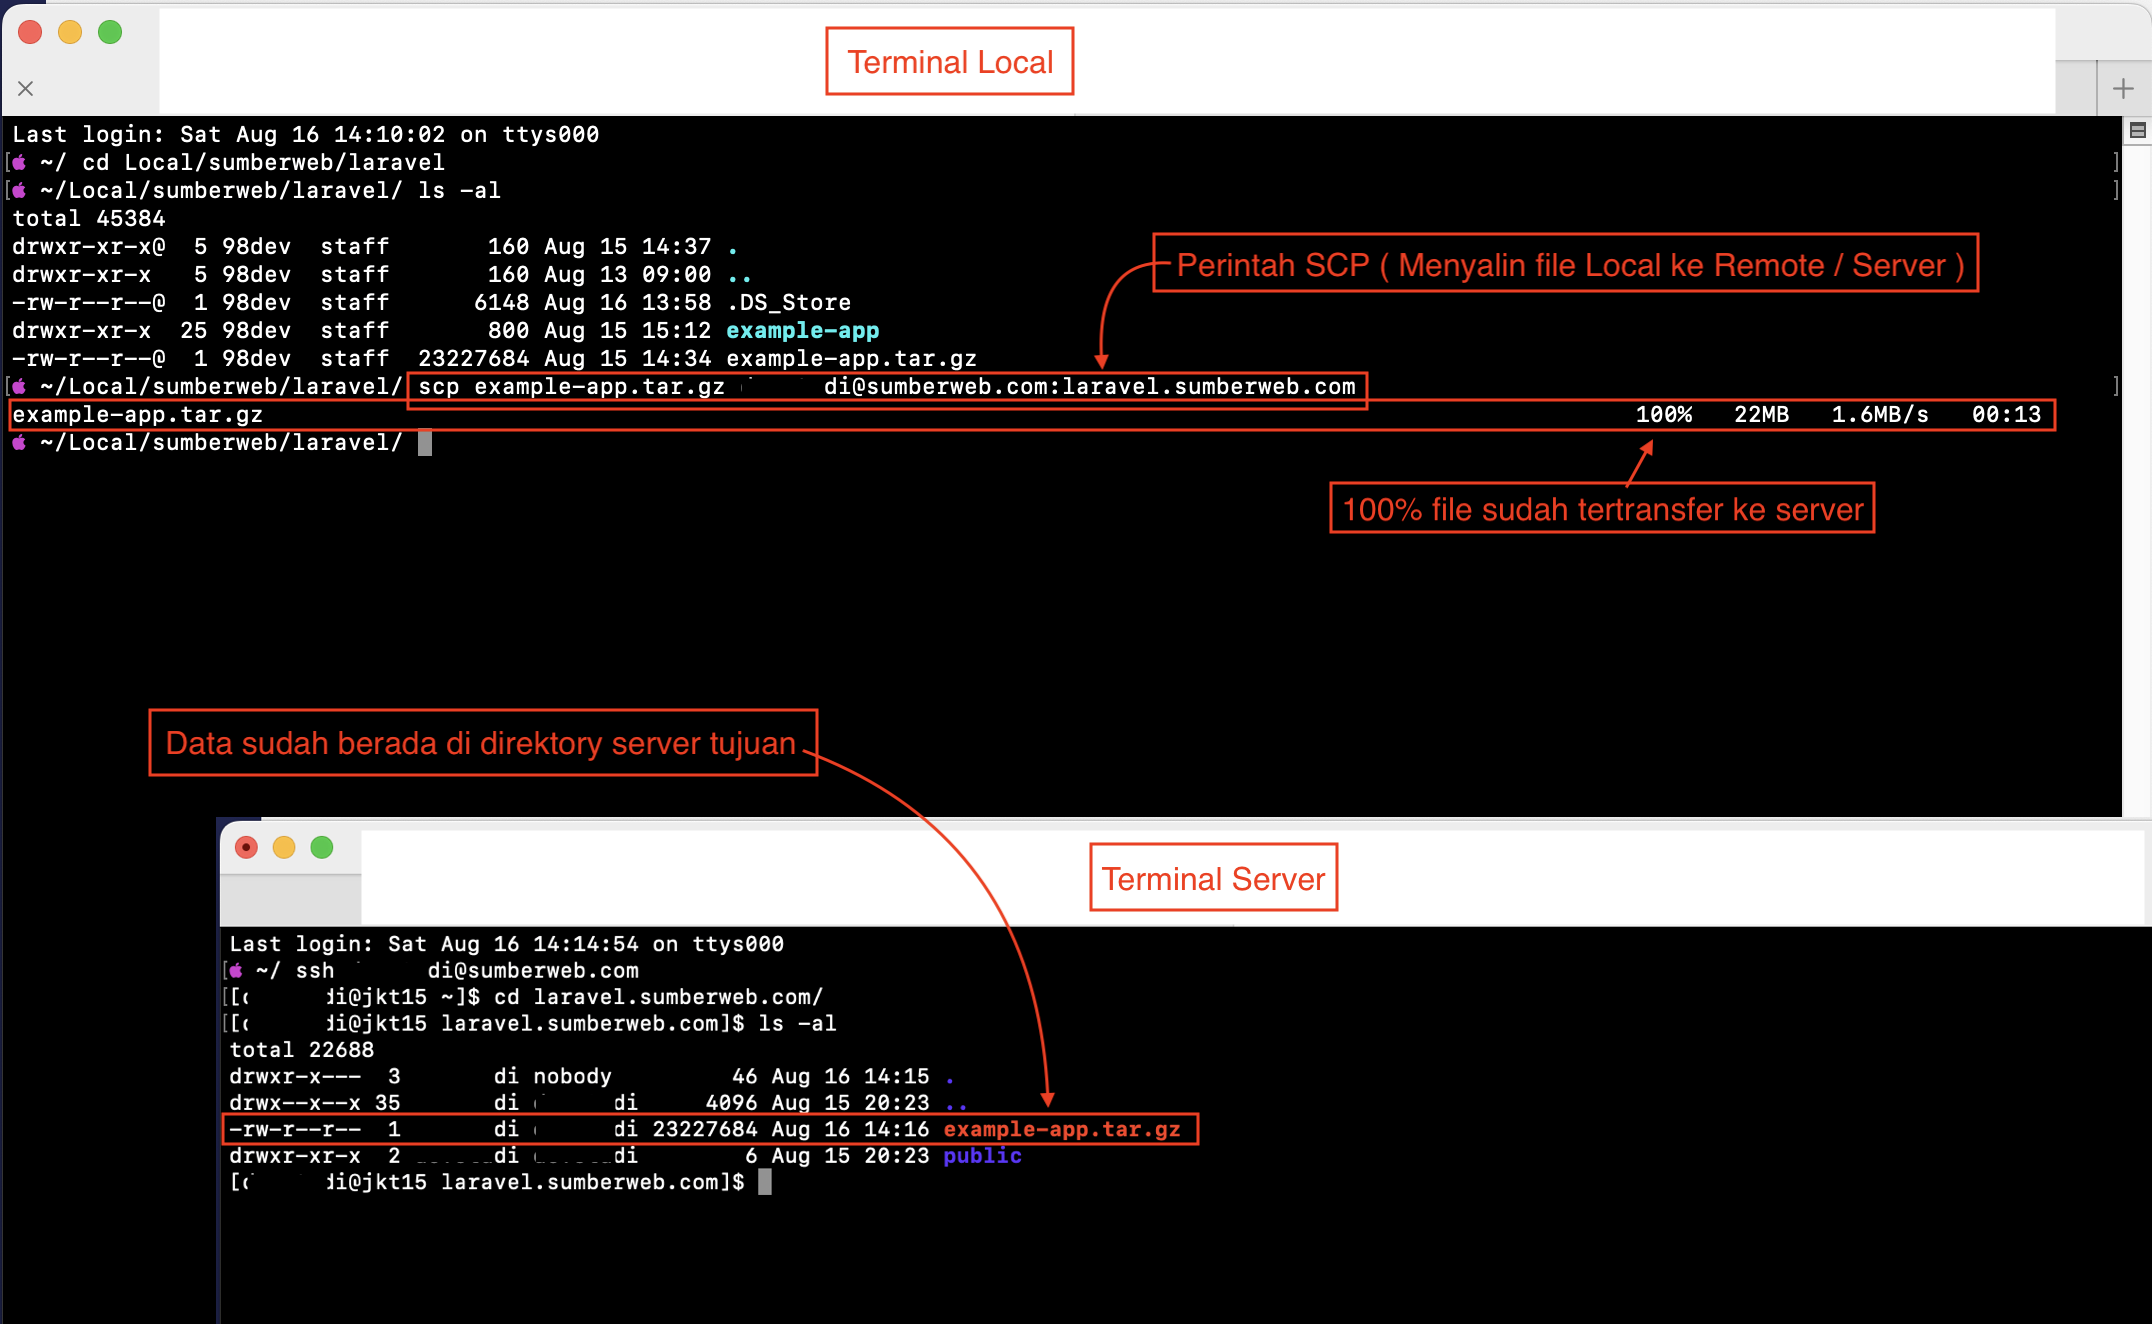 Terminal Local
Last login: Sat Aug 16 14:10:02 on ttys000
~/ cd Local/sumberweb/laravel
~/Local/sumberweb/laravel/ ls -al
total 45384
drwxr-xr-x@  5 98dev  staff       160 Aug 15 14:37 .
drwxr-xr-x   5 98dev  staff       160 Aug 13 09:00 ..
-rw-r--r--@  1 98dev  staff      6148 Aug 16 13:58 .DS_Store
drwxr-xr-x  25 98dev  staff       800 Aug 15 15:12 example-app
-rw-r--r--@  1 98dev  staff  23227684 Aug 15 14:34 example-app.tar.gz
Perintah SCP ( Menyalin file Local ke Remote / Server )
~/Local/sumberweb/laravel/ scp example-app.tar.gz di@sumberweb.com:laravel.sumberweb.com
example-app.tar.gz 100% 22MB 1.6MB/s 00:13
~/Local/sumberweb/laravel/
100% file sudah tertransfer ke server
Data sudah berada di direktory server tujuan
Terminal Server
Last login: Sat Aug 16 14:14:54 on ttys000
~/ ssh di@sumberweb.com
[ di@jkt15 ~]$ cd laravel.sumberweb.com/
[ di@jkt15 laravel.sumberweb.com]$ ls -al
total 22688
drwxr-x---  3 di nobody 46 Aug 16 14:15 .
drwx--x--x 35 di di 4096 Aug 15 20:23 ..
-rw-r--r--  1 di di 23227684 Aug 16 14:16 example-app.tar.gz
drwxr-xr-x  2 di di 6 Aug 15 20:23 public
[ di@jkt15 laravel.sumberweb.com]$